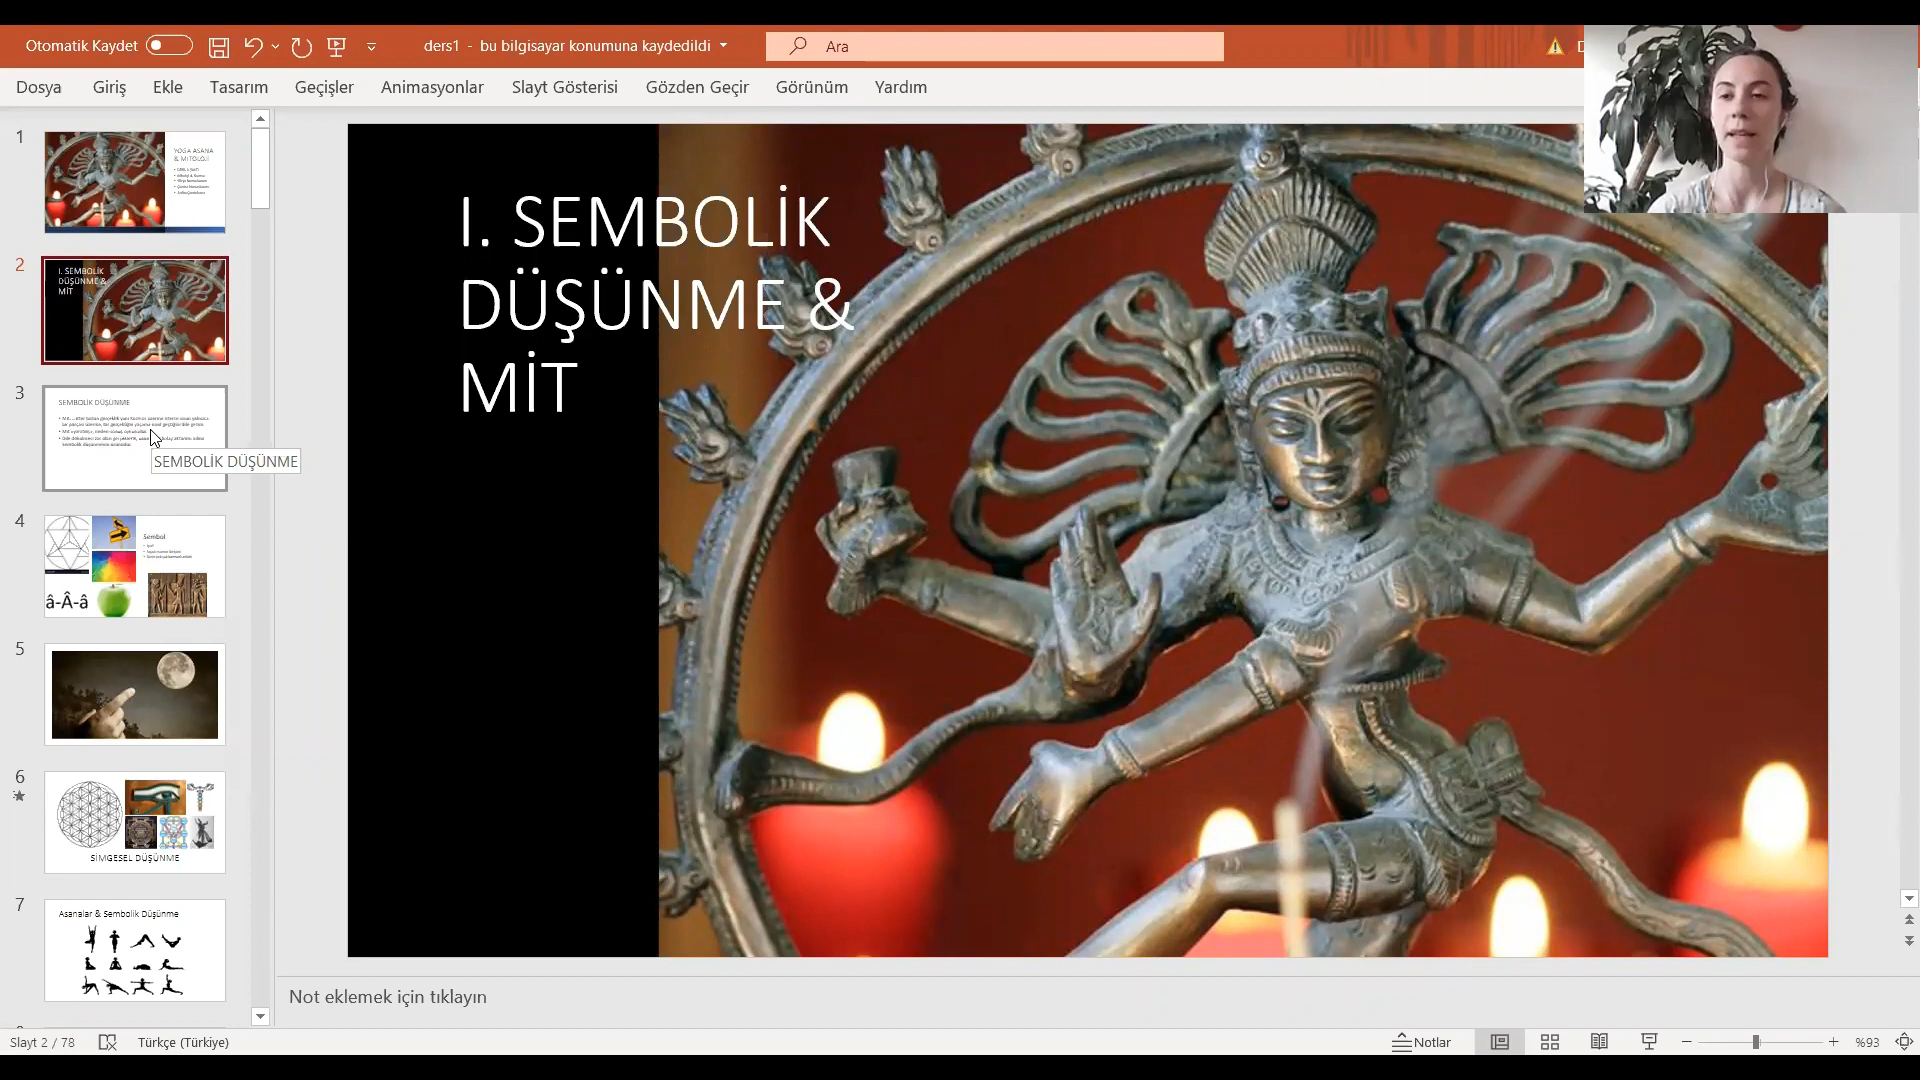 Otomatik Kaydet
ders1 - bu bilgisayar konumuna kaydedildi
Ara
Dosya Giriş Ekle Tasarım Geçişler Animasyonlar Slayt Gösterisi Gözden Geçir Görünüm Yardım
1
YOGA ASANA
& MİTOLOJİ
2
I. SEMBOLİK
DÜŞÜNME &
MİT
3
SEMBOLİK DÜŞÜNME
SEMBOLİK DÜŞÜNME
4
Sembol
â-Â-â
5
6
SİMGESEL DÜŞÜNME
7
Asanalar & Sembolik Düşünme
I. SEMBOLİK
DÜŞÜNME &
MİT
Not eklemek için tıklayın
Slayt 2 / 78
Türkçe (Türkiye)
Notlar
%93